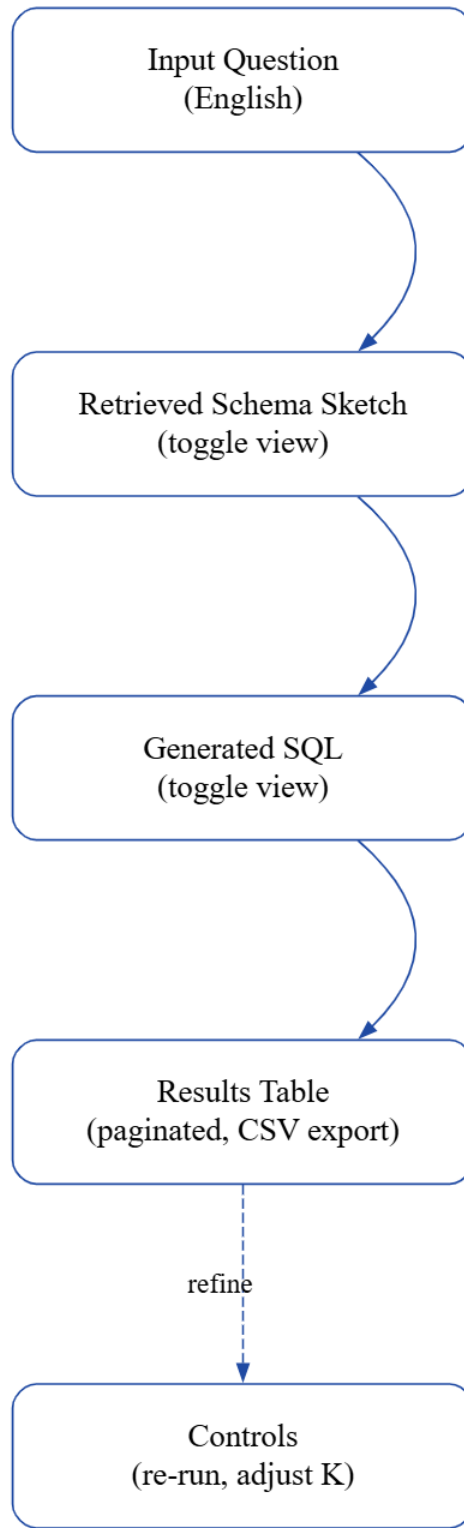 Input Question
(English)
Retrieved Schema Sketch
(toggle view)
Generated SQL
(toggle view)
Results Table
(paginated, CSV export)
refine
Controls
(re-run, adjust K)